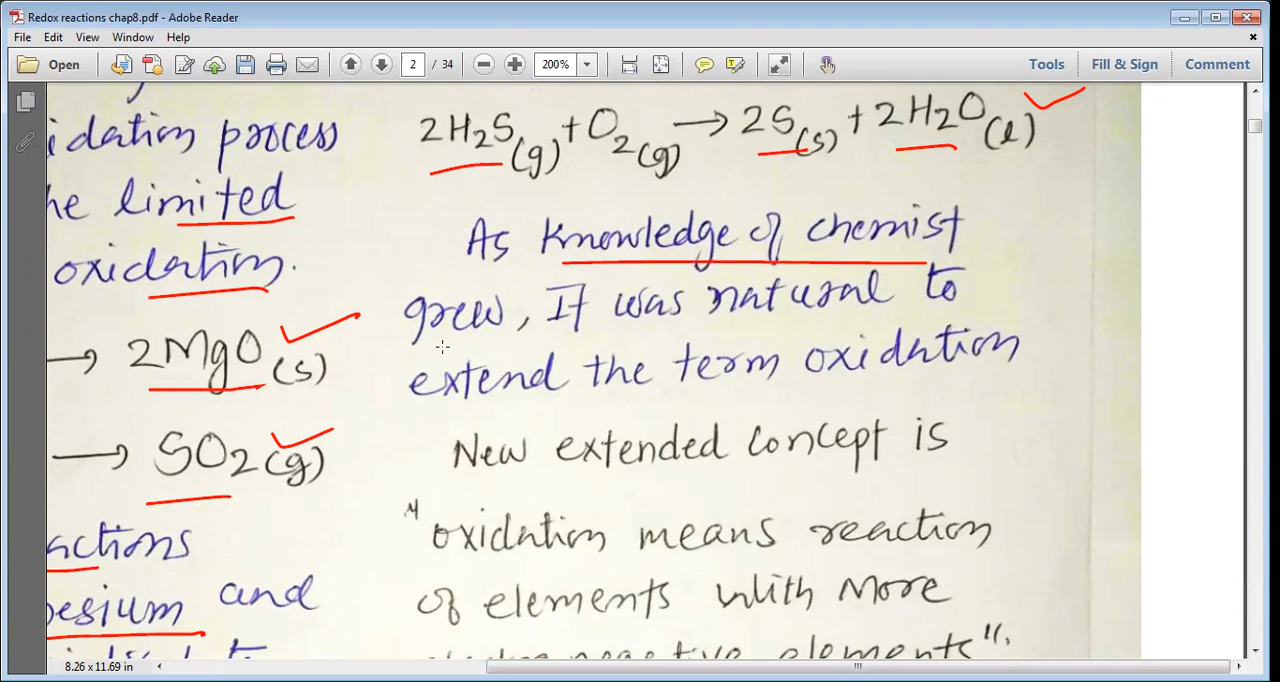 Redox reactions chap8.pdf - Adobe Reader
File Edit View Window Help
Open 2 / 34 200% Tools Fill & Sign Comment
idation process
he limited
oxidation.
→ 2MgO(s)
→ SO2(g)
actions
esium and
2H2S(g) + O2(g) → 2S(s) + 2H2O(l)
As knowledge of chemist
grew, It was natural to
extend the term oxidation
New extended concept is
"oxidation means reaction
of elements with More
negative elements".
8.26 x 11.69 in